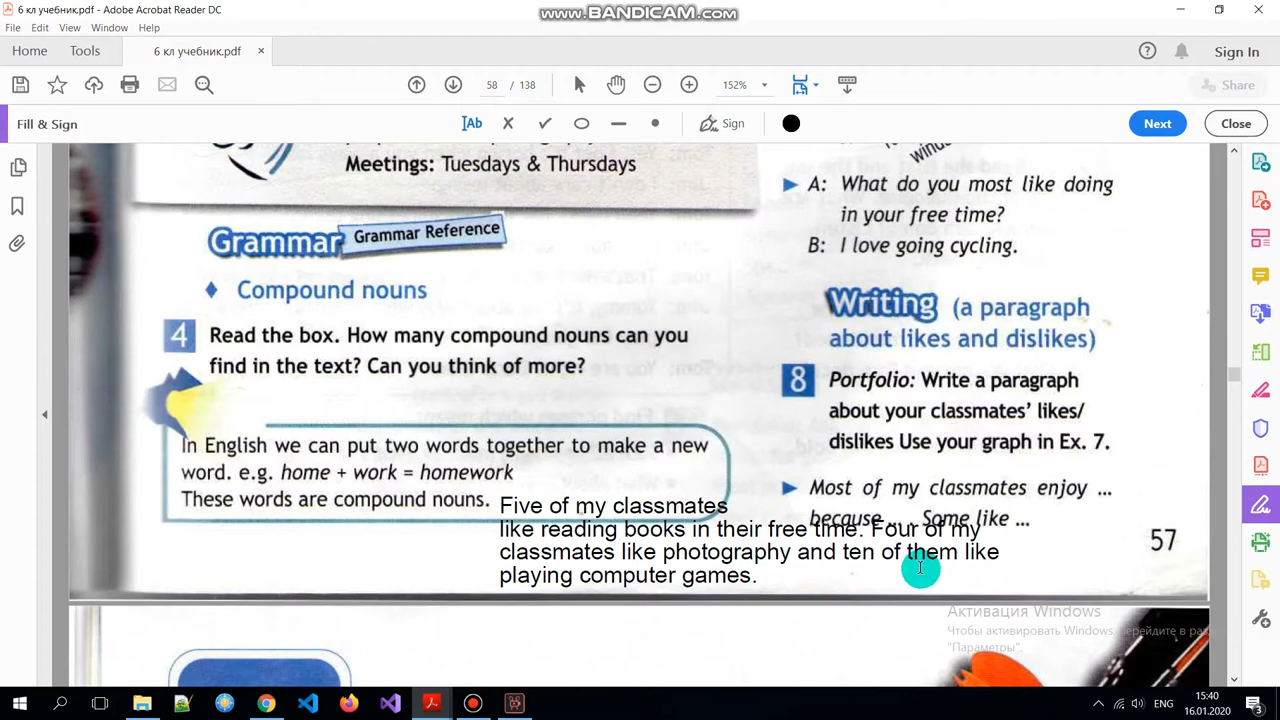 6 кл учебник.pdf - Adobe Acrobat Reader DC
WWW.BANDICAM.COM
File Edit View Window Help
Home Tools 6 кл учебник.pdf × Sign In
58 / 138 152% Share
Fill & Sign Ab Sign Next Close
Meetings: Tuesdays & Thursdays
Grammar Grammar Reference
Compound nouns
4 Read the box. How many compound nouns can you
find in the text? Can you think of more?
In English we can put two words together to make a new
word. e.g. home + work = homework
These words are compound nouns.
A: What do you most like doing
in your free time?
B: I love going cycling.
Writing (a paragraph
about likes and dislikes)
8 Portfolio: Write a paragraph
about your classmates' likes/
dislikes Use your graph in Ex. 7.
Most of my classmates enjoy ...
because ... Some like ...
57
Five of my classmates
like reading books in their free time. Four of my
classmates like photography and ten of them like
playing computer games.
Активация Windows
Чтобы активировать Windows, перейдите в раз
"Параметры".
ENG
15:40
16.01.2020
3